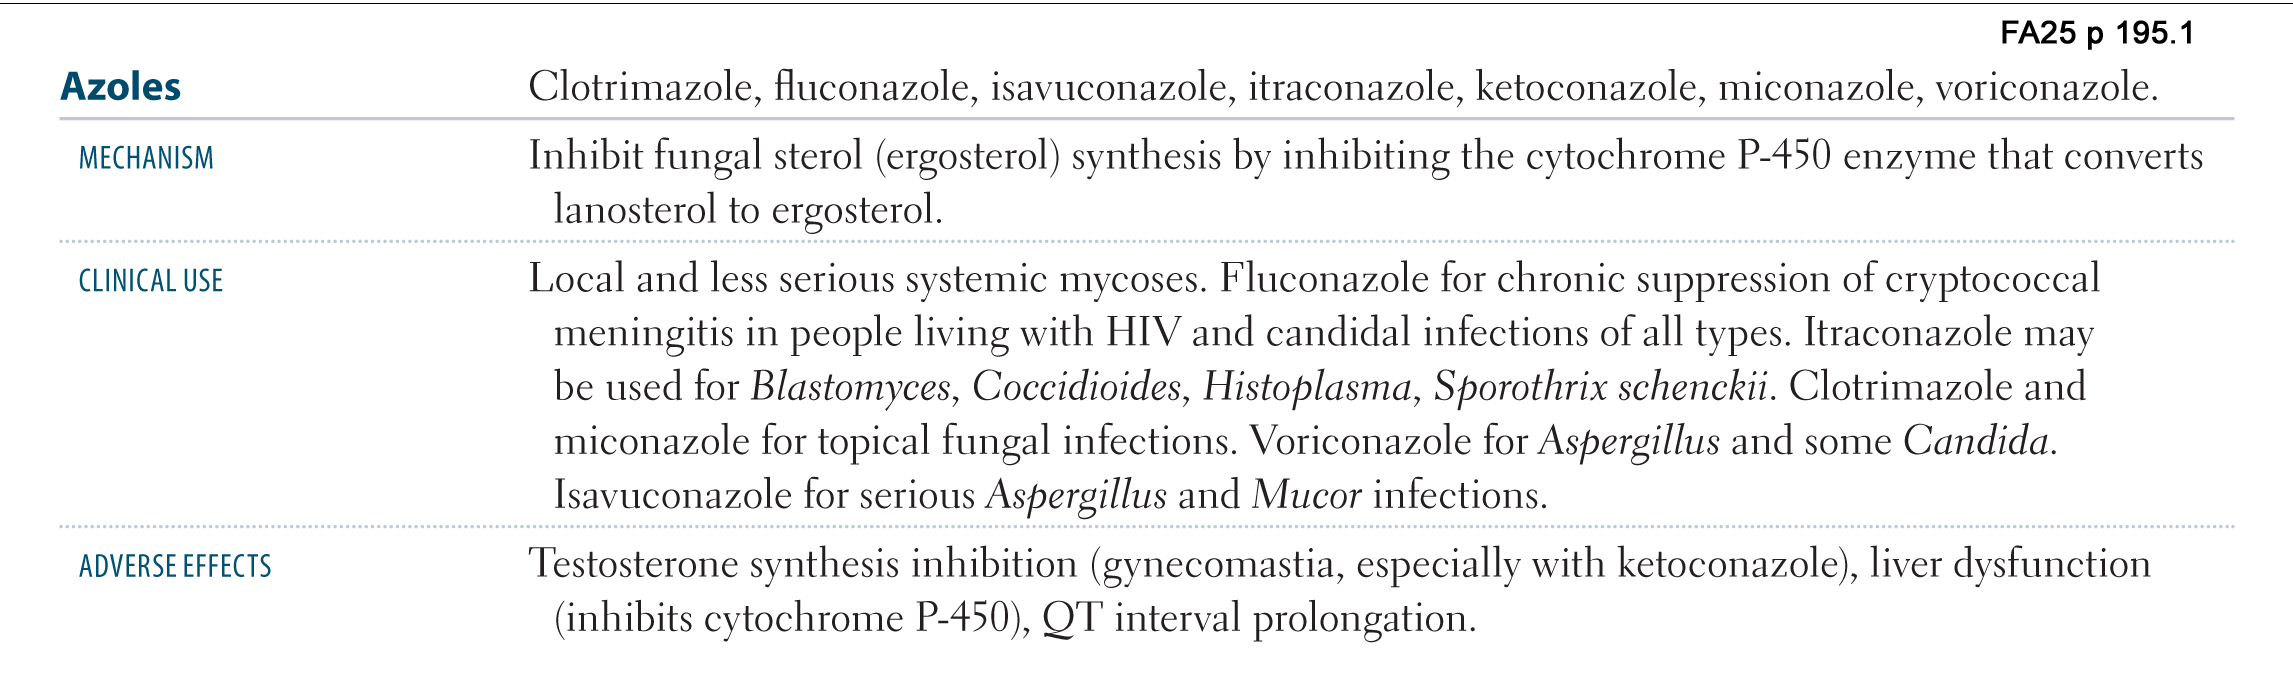 FA25 p 195.1
Azoles Clotrimazole, fluconazole, isavuconazole, itraconazole, ketoconazole, miconazole, voriconazole.
MECHANISM Inhibit fungal sterol (ergosterol) synthesis by inhibiting the cytochrome P-450 enzyme that converts
lanosterol to ergosterol.
CLINICAL USE Local and less serious systemic mycoses. Fluconazole for chronic suppression of cryptococcal
meningitis in people living with HIV and candidal infections of all types. Itraconazole may
be used for Blastomyces, Coccidioides, Histoplasma, Sporothrix schenckii. Clotrimazole and
miconazole for topical fungal infections. Voriconazole for Aspergillus and some Candida.
Isavuconazole for serious Aspergillus and Mucor infections.
ADVERSE EFFECTS Testosterone synthesis inhibition (gynecomastia, especially with ketoconazole), liver dysfunction
(inhibits cytochrome P-450), QT interval prolongation.